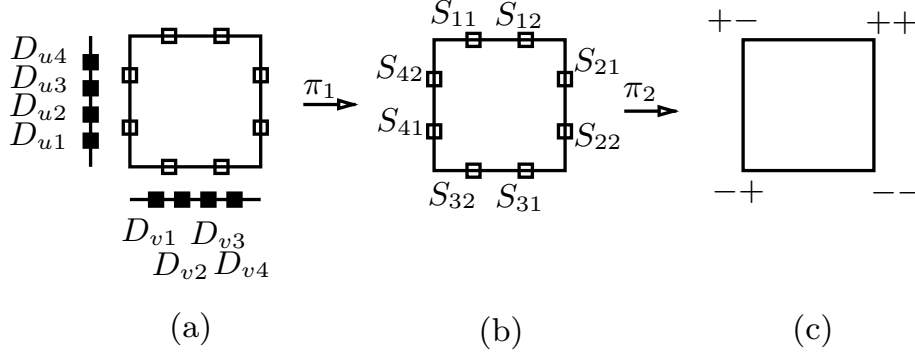 S_{11} S_{12}
+− ++
D_{u4}
D_{u3}
D_{u2}
D_{u1}
π_1
S_{42} S_{21}
π_2
S_{41} S_{22}
S_{32} S_{31}
−+ −−
D_{v1} D_{v3}
D_{v2} D_{v4}
(a) (b) (c)